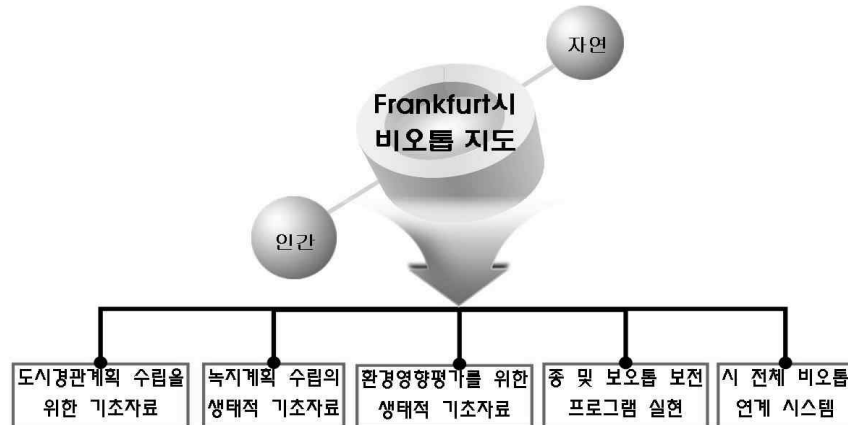 자연
Frankfurt시
비오톱 지도
인간
도시경관계획 수립을
위한 기초자료
녹지계획 수립의
생태적 기초자료
환경영향평가를 위한
생태적 기초자료
종 및 보오톱 보전
프로그램 실현
시 전체 비오톱
연계 시스템